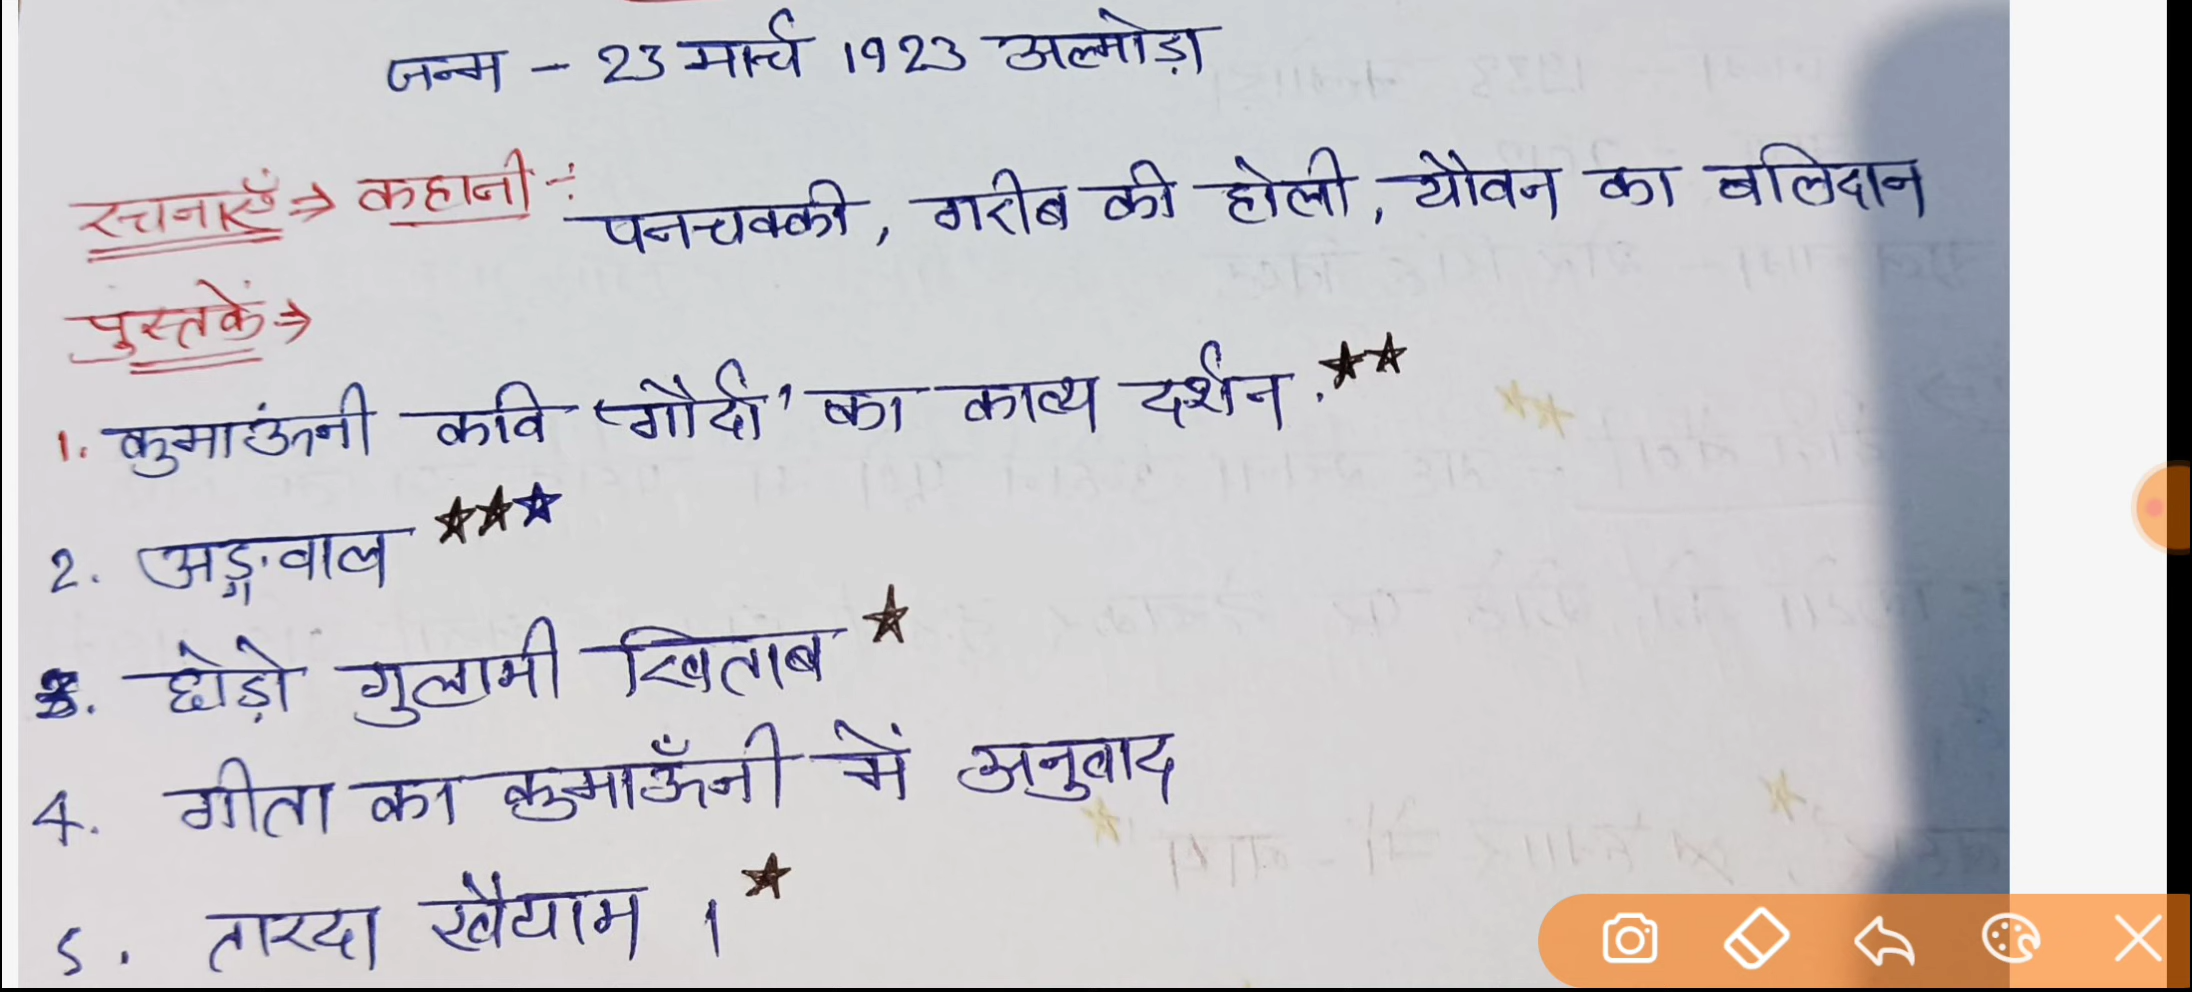 जन्म - 23 मार्च 1923 अल्मोड़ा
रचनाएँ ⇒ कहानी ÷ पनचक्की, गरीब की होली, यौवन का बलिदान
पुस्तकें ⇒
1. कुमाऊंनी कवि 'गौर्दा' का काव्य दर्शन. ★★
2. अङ्ग्वाल ★★★
3. छोड़ो गुलामी खिताब ★
4. गीता का कुमाऊँनी में अनुवाद
5. तारदा खैयाम । ★